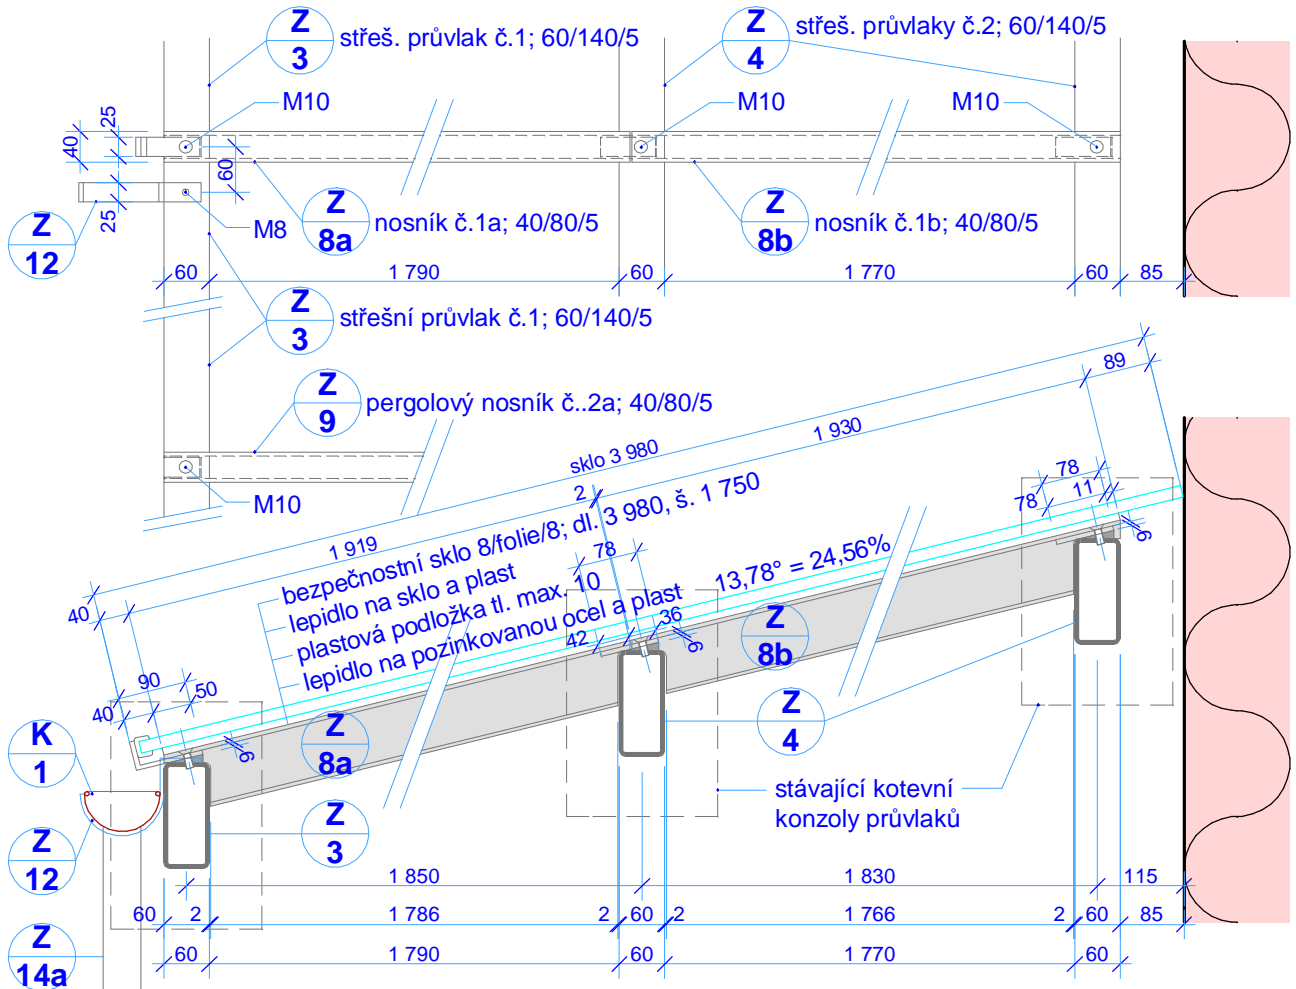 Z
3
střeš. průvlak č.1; 60/140/5
Z
4
střeš. průvlaky č.2; 60/140/5
M10
M10
M10
25
40
60
25
Z
12
M8
Z
8a
nosník č.1a; 40/80/5
Z
8b
nosník č.1b; 40/80/5
60
1 790
60
1 770
60
85
Z
3
střešní průvlak č.1; 60/140/5
Z
9
pergolový nosník č..2a; 40/80/5
M10
89
1 930
sklo 3 980
2
1 919
78
78
11
6
bezpečnostní sklo 8/folie/8; dl. 3 980, š. 1 750
lepidlo na sklo a plast
plastová podložka tl. max. 10
lepidlo na pozinkovanou ocel a plast
78
13,78° = 24,56%
40
42
36
6
Z
8b
90
50
40
6
K
1
Z
8a
Z
4
Z
12
Z
3
stávající kotevní
konzoly průvlaků
1 850
1 830
115
60
2
1 786
2
60
2
1 766
2
60
85
Z
14a
60
1 790
60
1 770
60